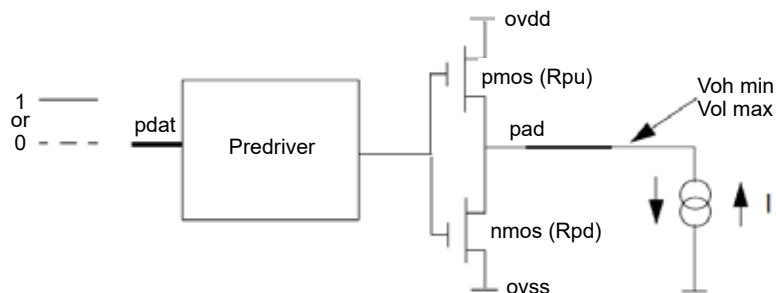 ovdd
pmos (Rpu)
Voh min
Vol max
1
or
0
pdat
Predriver
pad
I
nmos (Rpd)
ovss